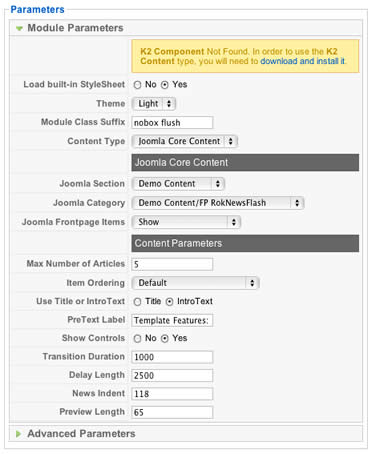 Parameters
Module Parameters
K2 Component Not Found. In order to use the K2
Content type, you will need to download and install it.
Load built-in StyleSheet No Yes
Theme Light
Module Class Suffix nobox flush
Content Type Joomla Core Content
Joomla Core Content
Joomla Section Demo Content
Joomla Category Demo Content/FP RokNewsFlash
Joomla Frontpage Items Show
Content Parameters
Max Number of Articles 5
Item Ordering Default
Use Title or IntroText Title IntroText
PreText Label Template Features:
Show Controls No Yes
Transition Duration 1000
Delay Length 2500
News Indent 118
Preview Length 65
Advanced Parameters